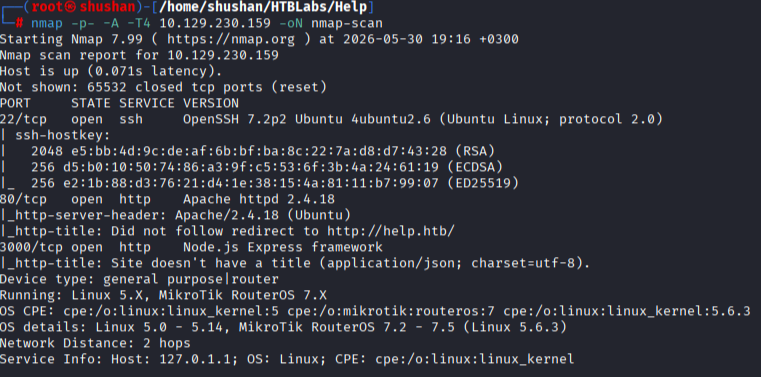 (root㉿shushan)-[/home/shushan/HTBLabs/Help]
# nmap -p- -A -T4 10.129.230.159 -oN nmap-scan
Starting Nmap 7.99 ( https://nmap.org ) at 2026-05-30 19:16 +0300
Nmap scan report for 10.129.230.159
Host is up (0.071s latency).
Not shown: 65532 closed tcp ports (reset)
PORT     STATE SERVICE VERSION
22/tcp   open  ssh     OpenSSH 7.2p2 Ubuntu 4ubuntu2.6 (Ubuntu Linux; protocol 2.0)
| ssh-hostkey:
|   2048 e5:bb:4d:9c:de:af:6b:bf:ba:8c:22:7a:d8:d7:43:28 (RSA)
|   256 d5:b0:10:50:74:86:a3:9f:c5:53:6f:3b:4a:24:61:19 (ECDSA)
|_  256 e2:1b:88:d3:76:21:d4:1e:38:15:4a:81:11:b7:99:07 (ED25519)
80/tcp   open  http    Apache httpd 2.4.18
|_http-server-header: Apache/2.4.18 (Ubuntu)
|_http-title: Did not follow redirect to http://help.htb/
3000/tcp open  http    Node.js Express framework
|_http-title: Site doesn't have a title (application/json; charset=utf-8).
Device type: general purpose|router
Running: Linux 5.X, MikroTik RouterOS 7.X
OS CPE: cpe:/o:linux:linux_kernel:5 cpe:/o:mikrotik:routeros:7 cpe:/o:linux:linux_kernel:5.6.3
OS details: Linux 5.0 - 5.14, MikroTik RouterOS 7.2 - 7.5 (Linux 5.6.3)
Network Distance: 2 hops
Service Info: Host: 127.0.1.1; OS: Linux; CPE: cpe:/o:linux:linux_kernel